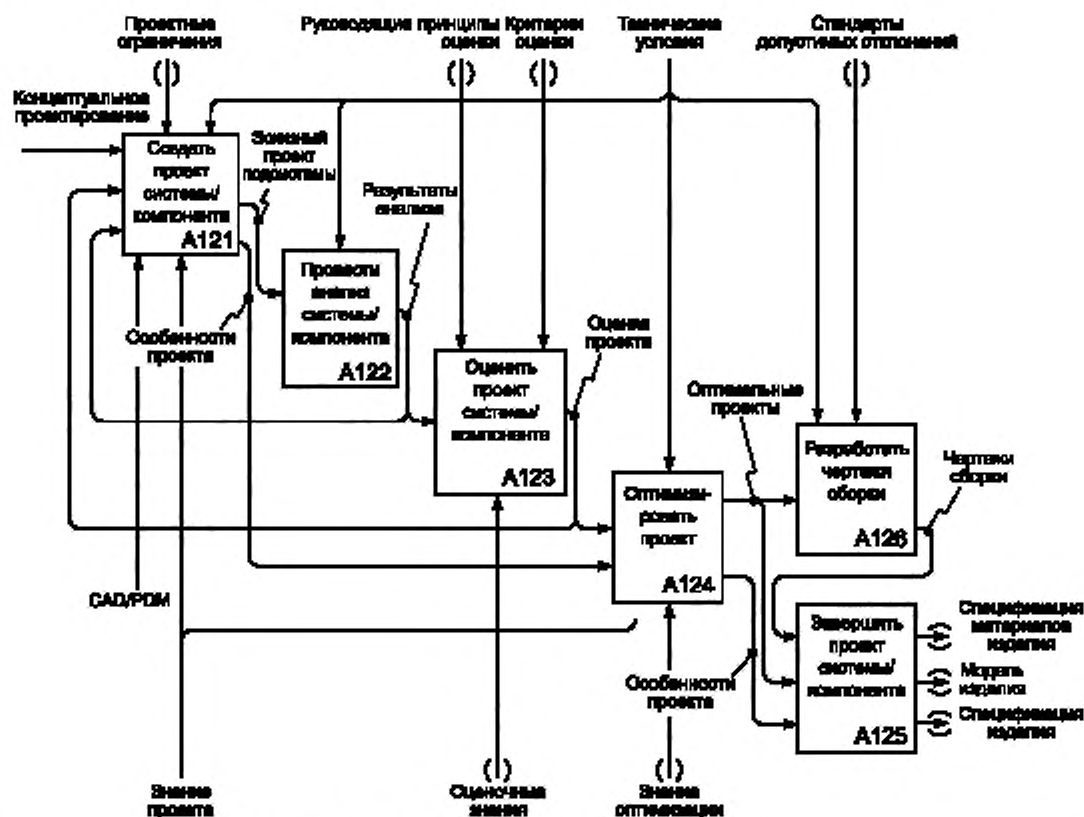 Проектные
ограничения
Руководящие принципы
оценки
Критерии
оценки
Технические
условия
Стандарты
допустимых отклонений
Концептуальное
проектирование
Создать
проект
системы/
компонента
A121
Эскизный
проект
подсистемы
Результаты
анализа
Провести
анализ
системы/
компонента
A122
Особенности
проекта
Оценить
проект
системы/
компонента
A123
Оценка
проекта
Оптимальные
проекты
Разработать
чертежи
сборки
A126
Чертежи
сборки
Оптимизи-
ровать
проект
A124
CAD/PDM
Особенности
проекта
Завершить
проект
системы/
компонента
A125
Спецификация
материалов
изделия
Модель
изделия
Спецификация
изделия
Знание
проекта
Оценочные
знания
Знание
оптимизации